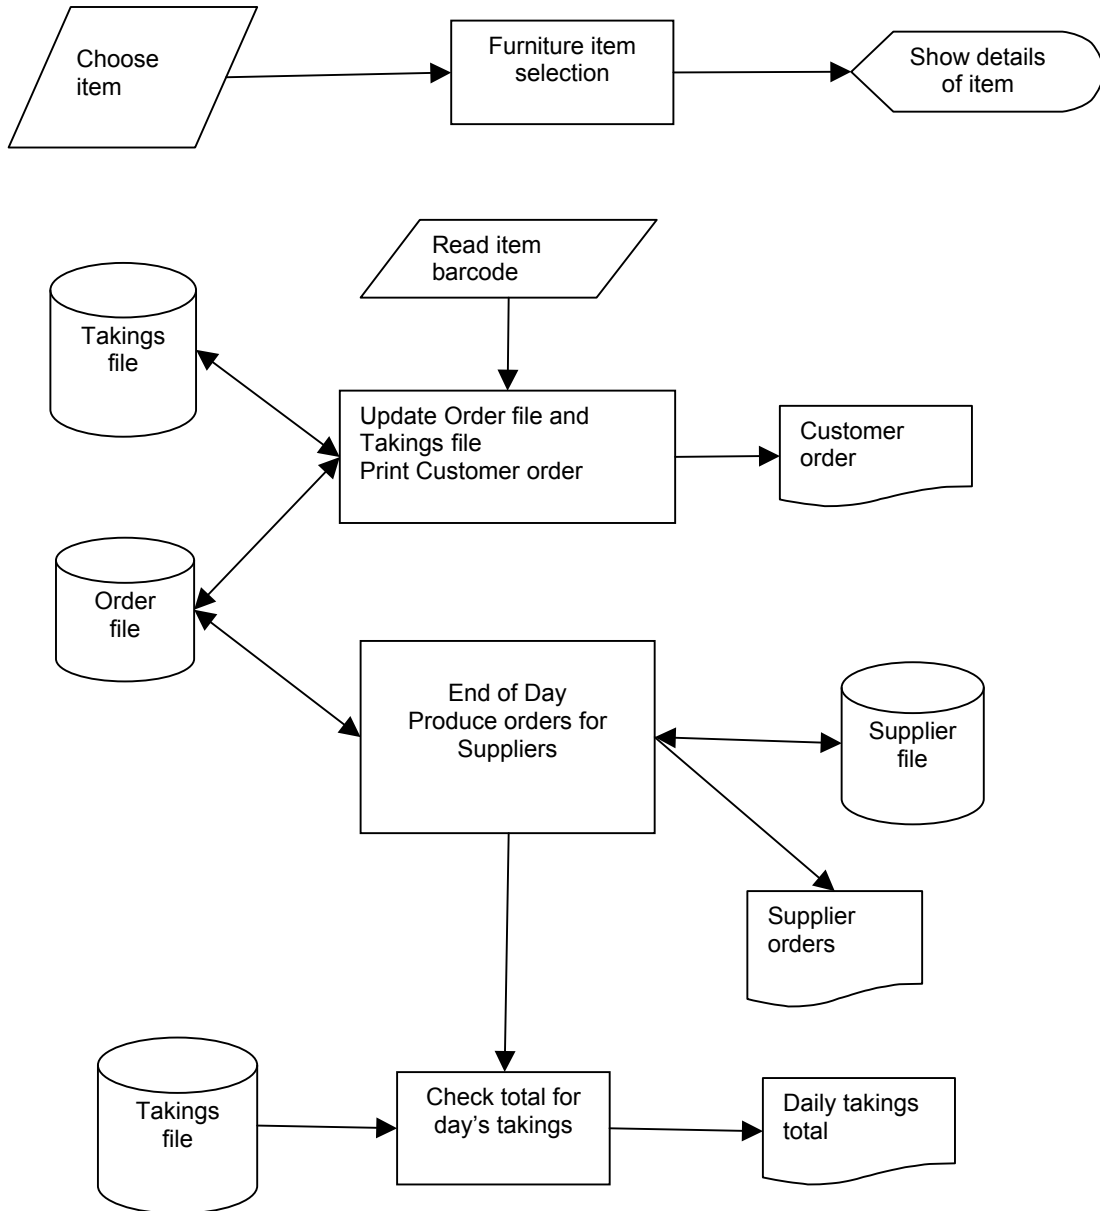 Choose
item
Furniture item
selection
Show details
of item
Read item
barcode
Takings
file
Update Order file and
Takings file
Print Customer order
Customer
order
Order
file
End of Day
Produce orders for
Suppliers
Supplier
file
Supplier
orders
Takings
file
Check total for
day’s takings
Daily takings
total